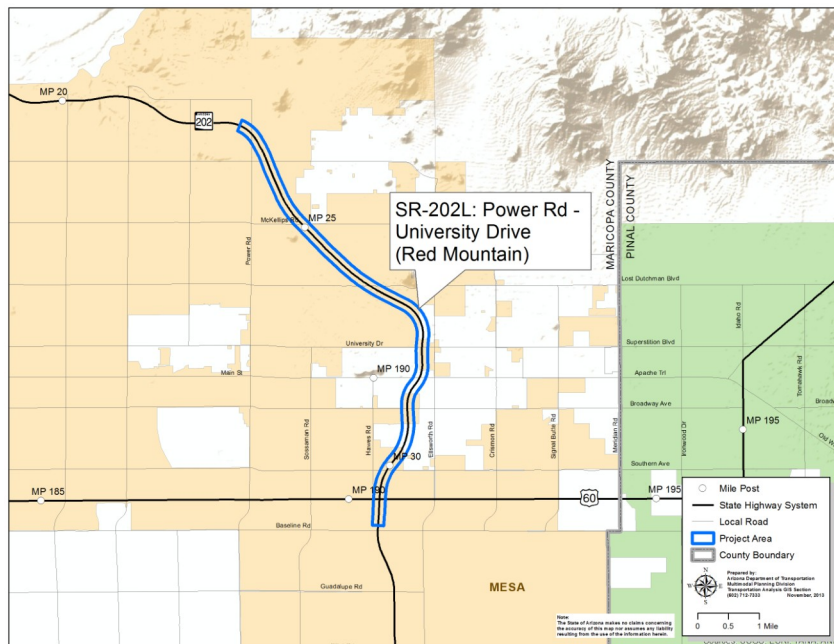 MP 20
202
McKellips Rd
MP 25
Power Rd
SR-202L: Power Rd -
University Drive
(Red Mountain)
MARICOPA COUNTY
PINAL COUNTY
Lost Dutchman Blvd
Idaho Rd
University Dr
Superstition Blvd
Main St
MP 190
Apache Trl
Tomahawk Rd
Broadway Ave
Sossaman Rd
Hawes Rd
Ellsworth Rd
Crismon Rd
Signal Butte Rd
Meridian Rd
Ironwood Dr
MP 195
MP 30
Southern Ave
MP 185
MP 190
60
MP 195
Baseline Rd
Guadalupe Rd
MESA
Mile Post
State Highway System
Local Road
Project Area
County Boundary
N
W
E
S
Prepared by:
Arizona Department of Transportation
Multimodal Planning Division
Transportation Analysis GIS Section
(602) 712-7333 November, 2013
0 0.5 1 Mile
Note:
The State of Arizona makes no claims concerning
the accuracy of this map nor assumes any liability
resulting from the use of the information herein.